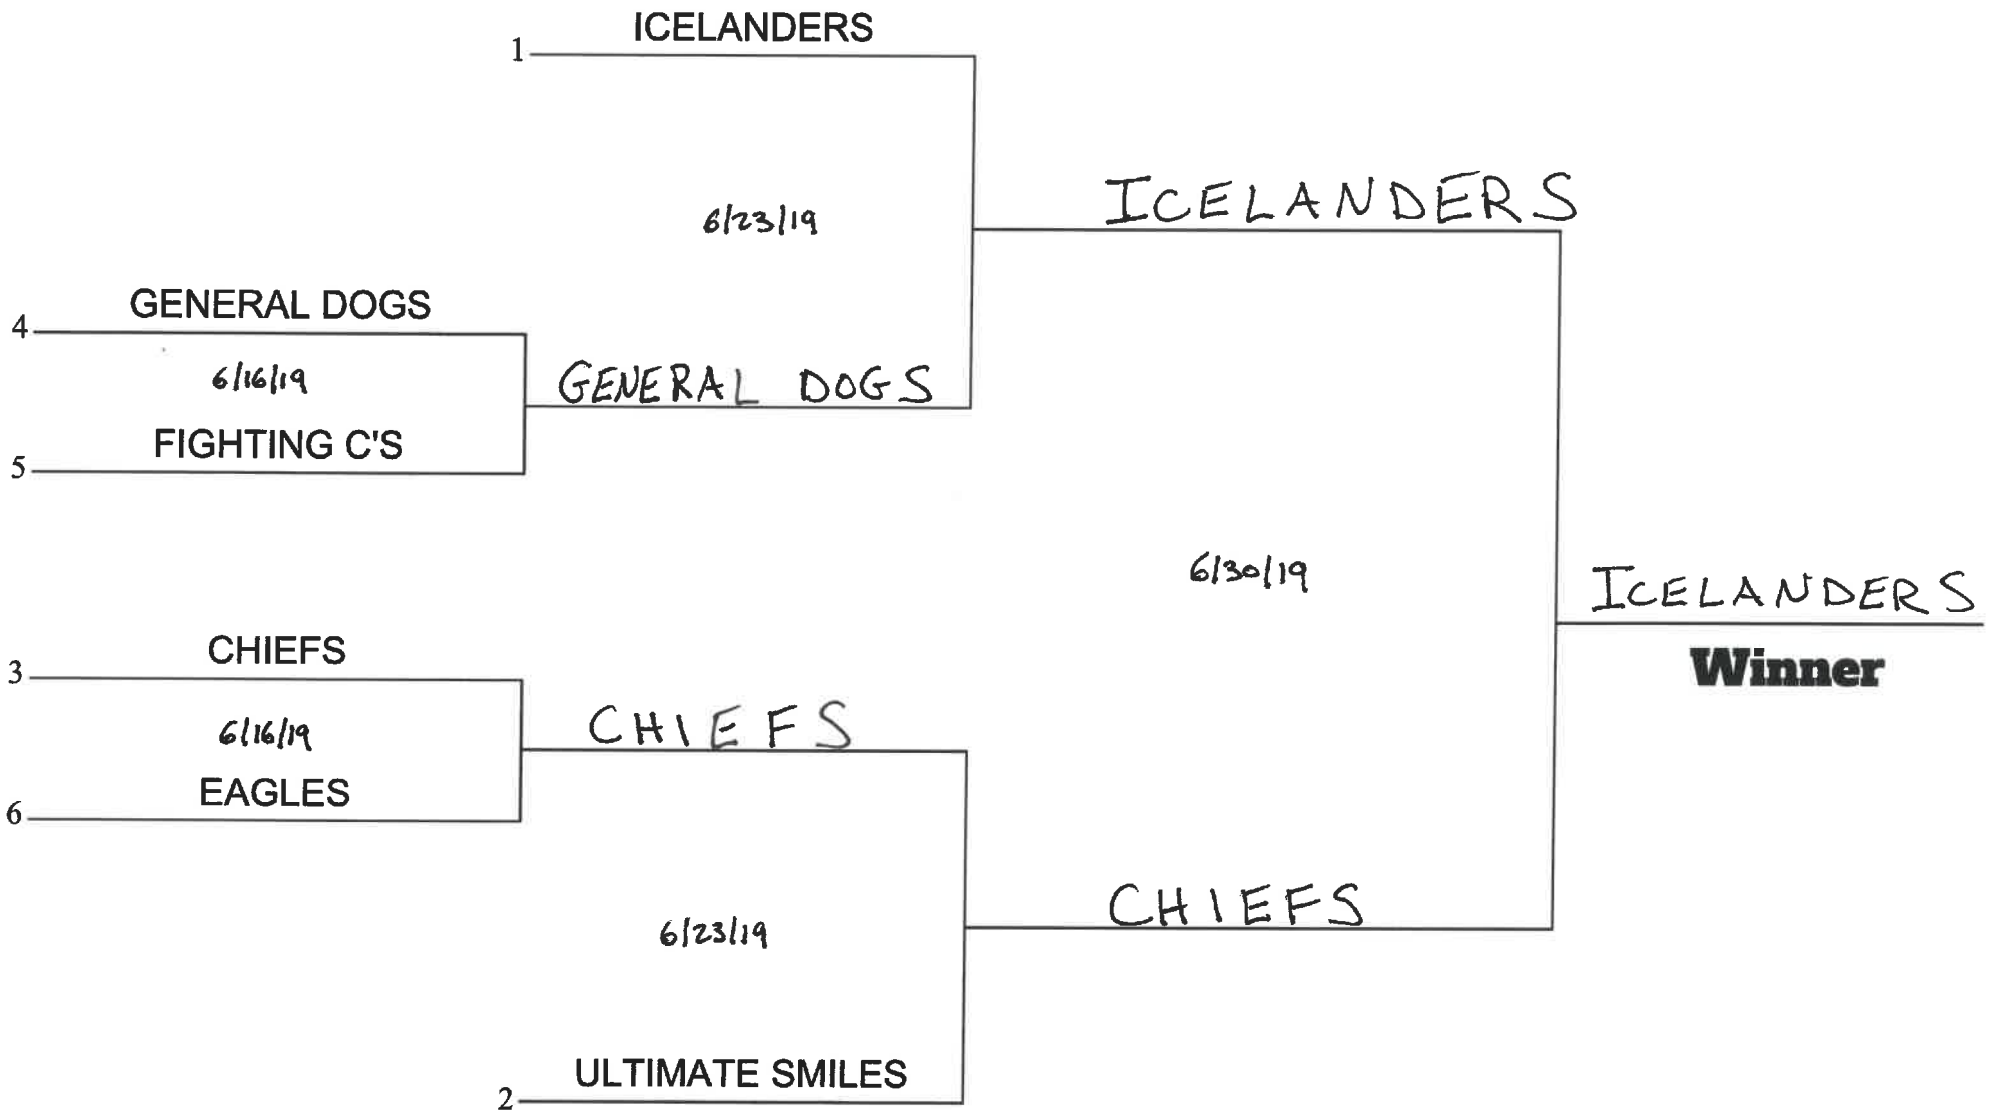 ICELANDERS
1
6/23/19
ICELANDERS
GENERAL DOGS
4
6/16/19
GENERAL DOGS
FIGHTING C'S
5
6/30/19
ICELANDERS
Winner
CHIEFS
3
6/16/19
CHIEFS
EAGLES
6
6/23/19
CHIEFS
ULTIMATE SMILES
2